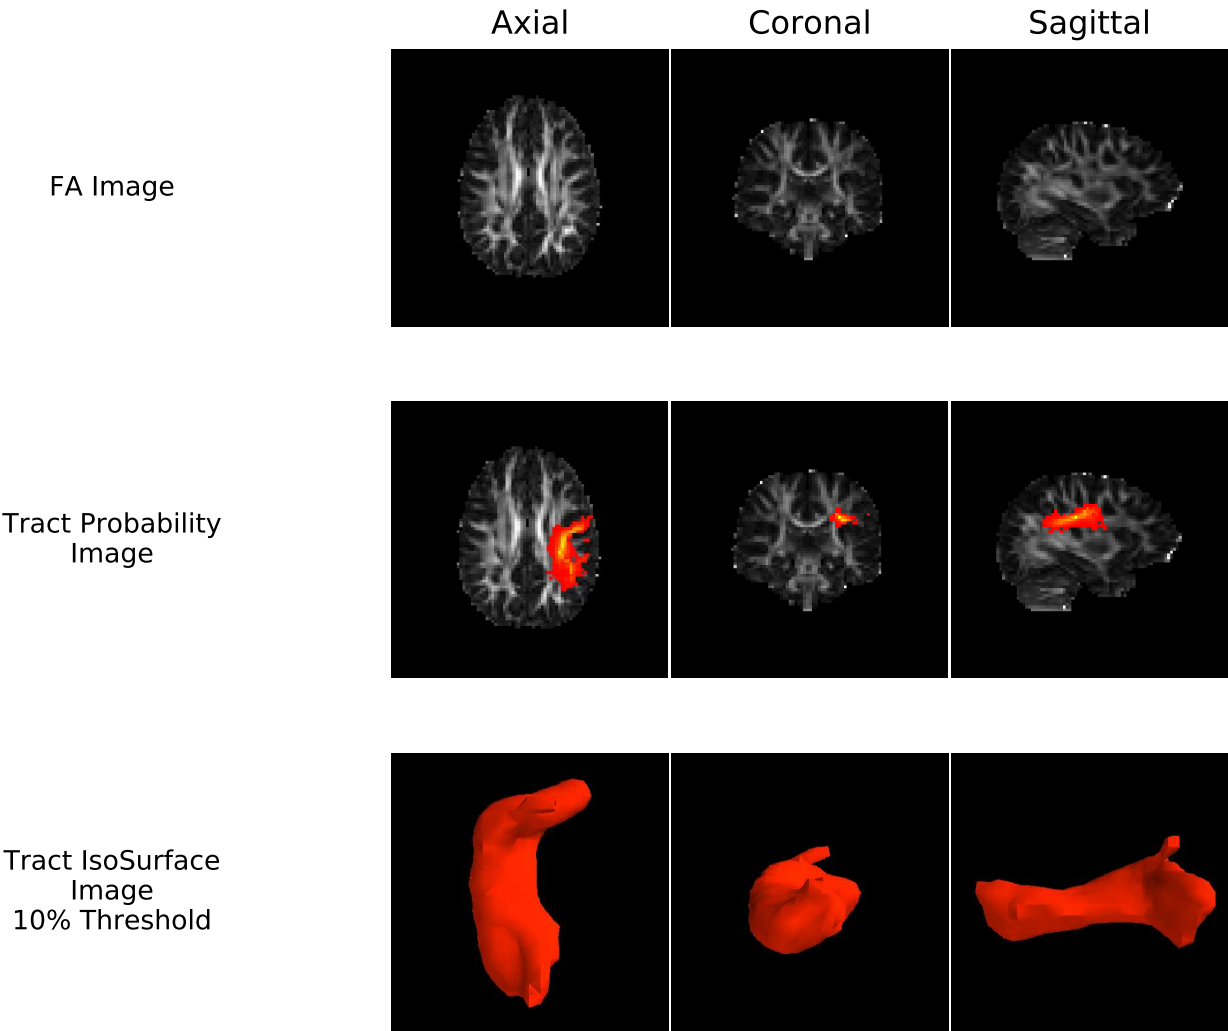 Axial
Coronal
Sagittal
FA Image
Tract Probability
Image
Tract IsoSurface
Image
10% Threshold